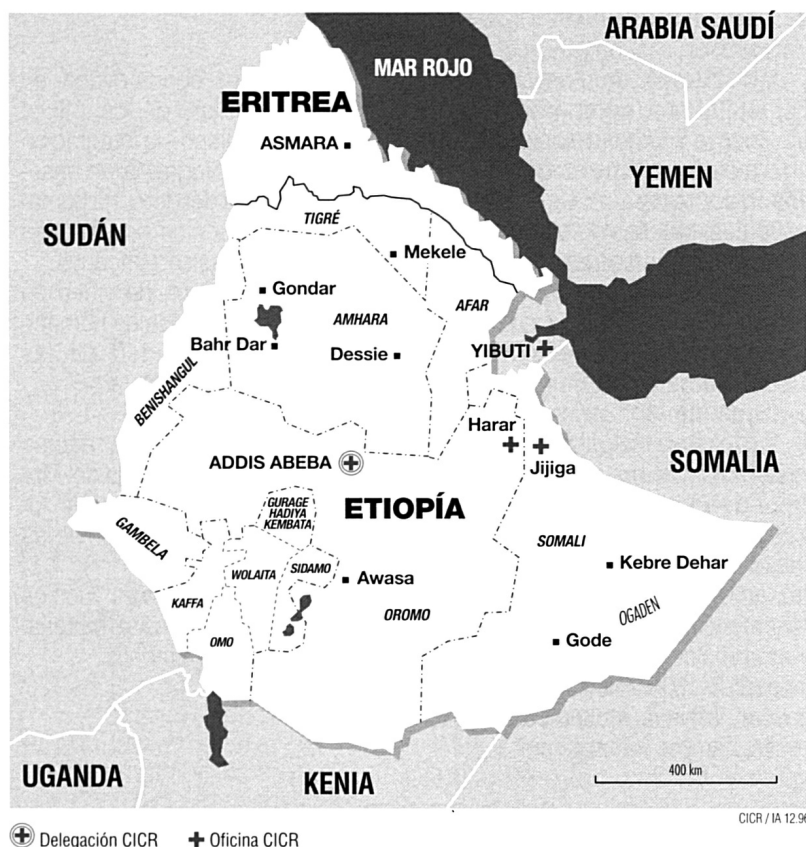 ARABIA SAUDÍ
MAR ROJO
ERITREA
ASMARA
YEMEN
SUDÁN
TIGRÉ
Mekele
Gondar
AFAR
AMHARA
Bahr Dar
Dessie
YIBUTI
BENISHANGUL
Harar
Jijiga
SOMALIA
ADDIS ABEBA
ETIOPÍA
GURAGE
HADIYA
KEMBATA
GAMBELA
SOMALI
Kebre Dehar
WOLAITA
SIDAMO
Awasa
KAFFA
OROMO
OGADEN
OMO
Gode
UGANDA
KENIA
400 km
CICR / IA 12.96
Delegación CICR
Oficina CICR